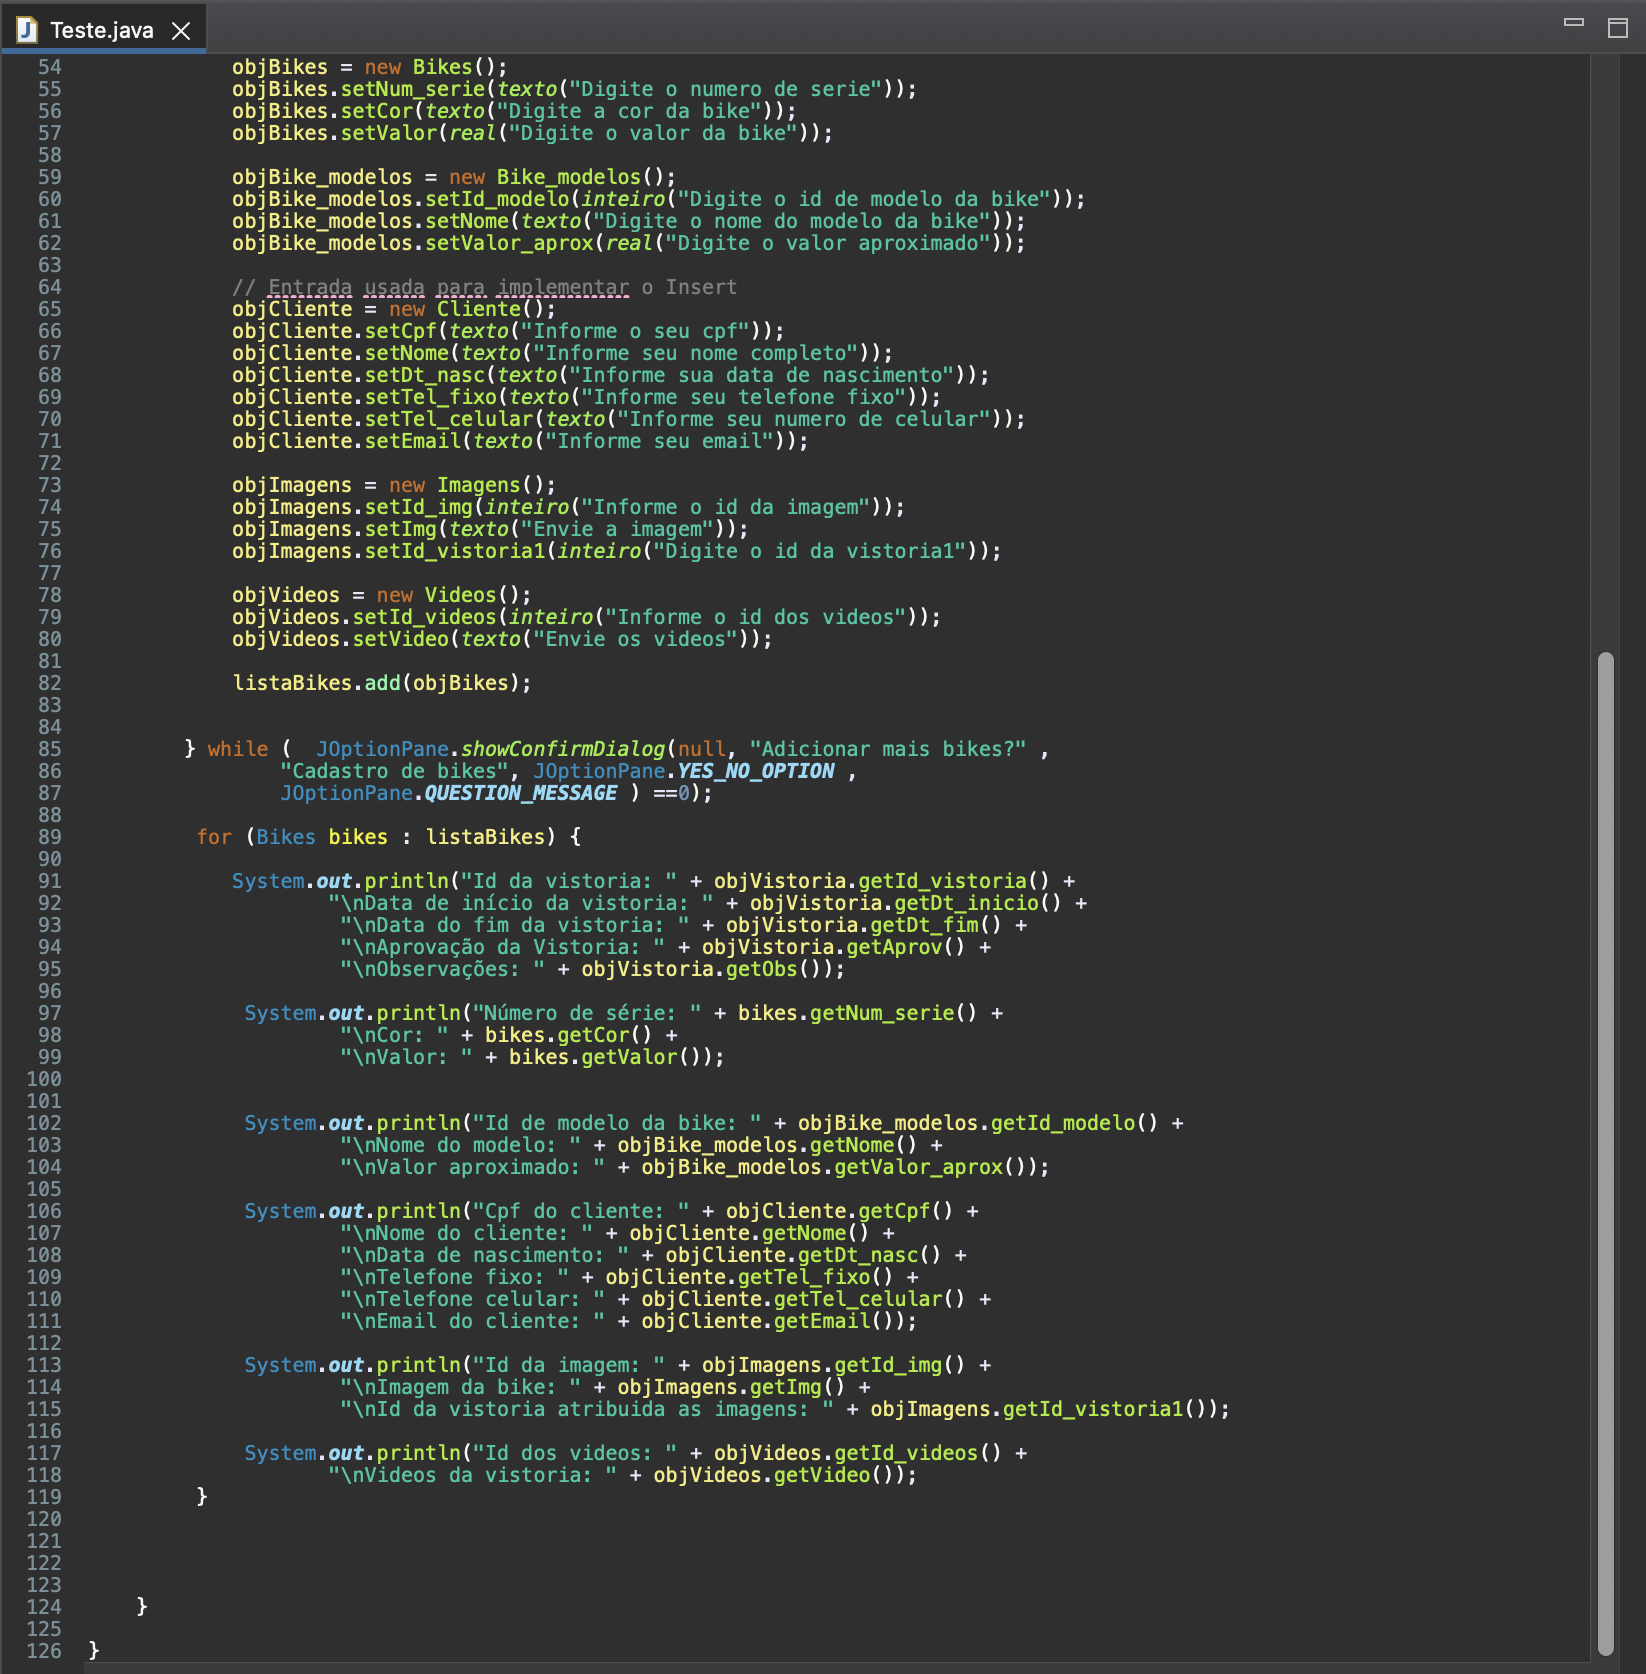 Teste.java
54 objBikes = new Bikes();
55 objBikes.setNum_serie(texto("Digite o numero de serie"));
56 objBikes.setCor(texto("Digite a cor da bike"));
57 objBikes.setValor(real("Digite o valor da bike"));
58
59 objBike_modelos = new Bike_modelos();
60 objBike_modelos.setId_modelo(inteiro("Digite o id de modelo da bike"));
61 objBike_modelos.setNome(texto("Digite o nome do modelo da bike"));
62 objBike_modelos.setValor_aprox(real("Digite o valor aproximado"));
63
64 // Entrada usada para implementar o Insert
65 objCliente = new Cliente();
66 objCliente.setCpf(texto("Informe o seu cpf"));
67 objCliente.setNome(texto("Informe seu nome completo"));
68 objCliente.setDt_nasc(texto("Informe sua data de nascimento"));
69 objCliente.setTel_fixo(texto("Informe seu telefone fixo"));
70 objCliente.setTel_celular(texto("Informe seu numero de celular"));
71 objCliente.setEmail(texto("Informe seu email"));
72
73 objImagens = new Imagens();
74 objImagens.setId_img(inteiro("Informe o id da imagem"));
75 objImagens.setImg(texto("Envie a imagem"));
76 objImagens.setId_vistoria1(inteiro("Digite o id da vistoria1"));
77
78 objVideos = new Videos();
79 objVideos.setId_videos(inteiro("Informe o id dos videos"));
80 objVideos.setVideo(texto("Envie os videos"));
81
82 listaBikes.add(objBikes);
83
84
85 } while (  JOptionPane.showConfirmDialog(null, "Adicionar mais bikes?" ,
86 "Cadastro de bikes", JOptionPane.YES_NO_OPTION ,
87 JOptionPane.QUESTION_MESSAGE ) ==0);
88
89 for (Bikes bikes : listaBikes) {
90
91 System.out.println("Id da vistoria: " + objVistoria.getId_vistoria() +
92 "\nData de início da vistoria: " + objVistoria.getDt_inicio() +
93 "\nData do fim da vistoria: " + objVistoria.getDt_fim() +
94 "\nAprovação da Vistoria: " + objVistoria.getAprov() +
95 "\nObservações: " + objVistoria.getObs());
96
97 System.out.println("Número de série: " + bikes.getNum_serie() +
98 "\nCor: " + bikes.getCor() +
99 "\nValor: " + bikes.getValor());
100
101
102 System.out.println("Id de modelo da bike: " + objBike_modelos.getId_modelo() +
103 "\nNome do modelo: " + objBike_modelos.getNome() +
104 "\nValor aproximado: " + objBike_modelos.getValor_aprox());
105
106 System.out.println("Cpf do cliente: " + objCliente.getCpf() +
107 "\nNome do cliente: " + objCliente.getNome() +
108 "\nData de nascimento: " + objCliente.getDt_nasc() +
109 "\nTelefone fixo: " + objCliente.getTel_fixo() +
110 "\nTelefone celular: " + objCliente.getTel_celular() +
111 "\nEmail do cliente: " + objCliente.getEmail());
112
113 System.out.println("Id da imagem: " + objImagens.getId_img() +
114 "\nImagem da bike: " + objImagens.getImg() +
115 "\nId da vistoria atribuida as imagens: " + objImagens.getId_vistoria1());
116
117 System.out.println("Id dos videos: " + objVideos.getId_videos() +
118 "\nVideos da vistoria: " + objVideos.getVideo());
119 }
120
121
122
123
124 }
125
126 }